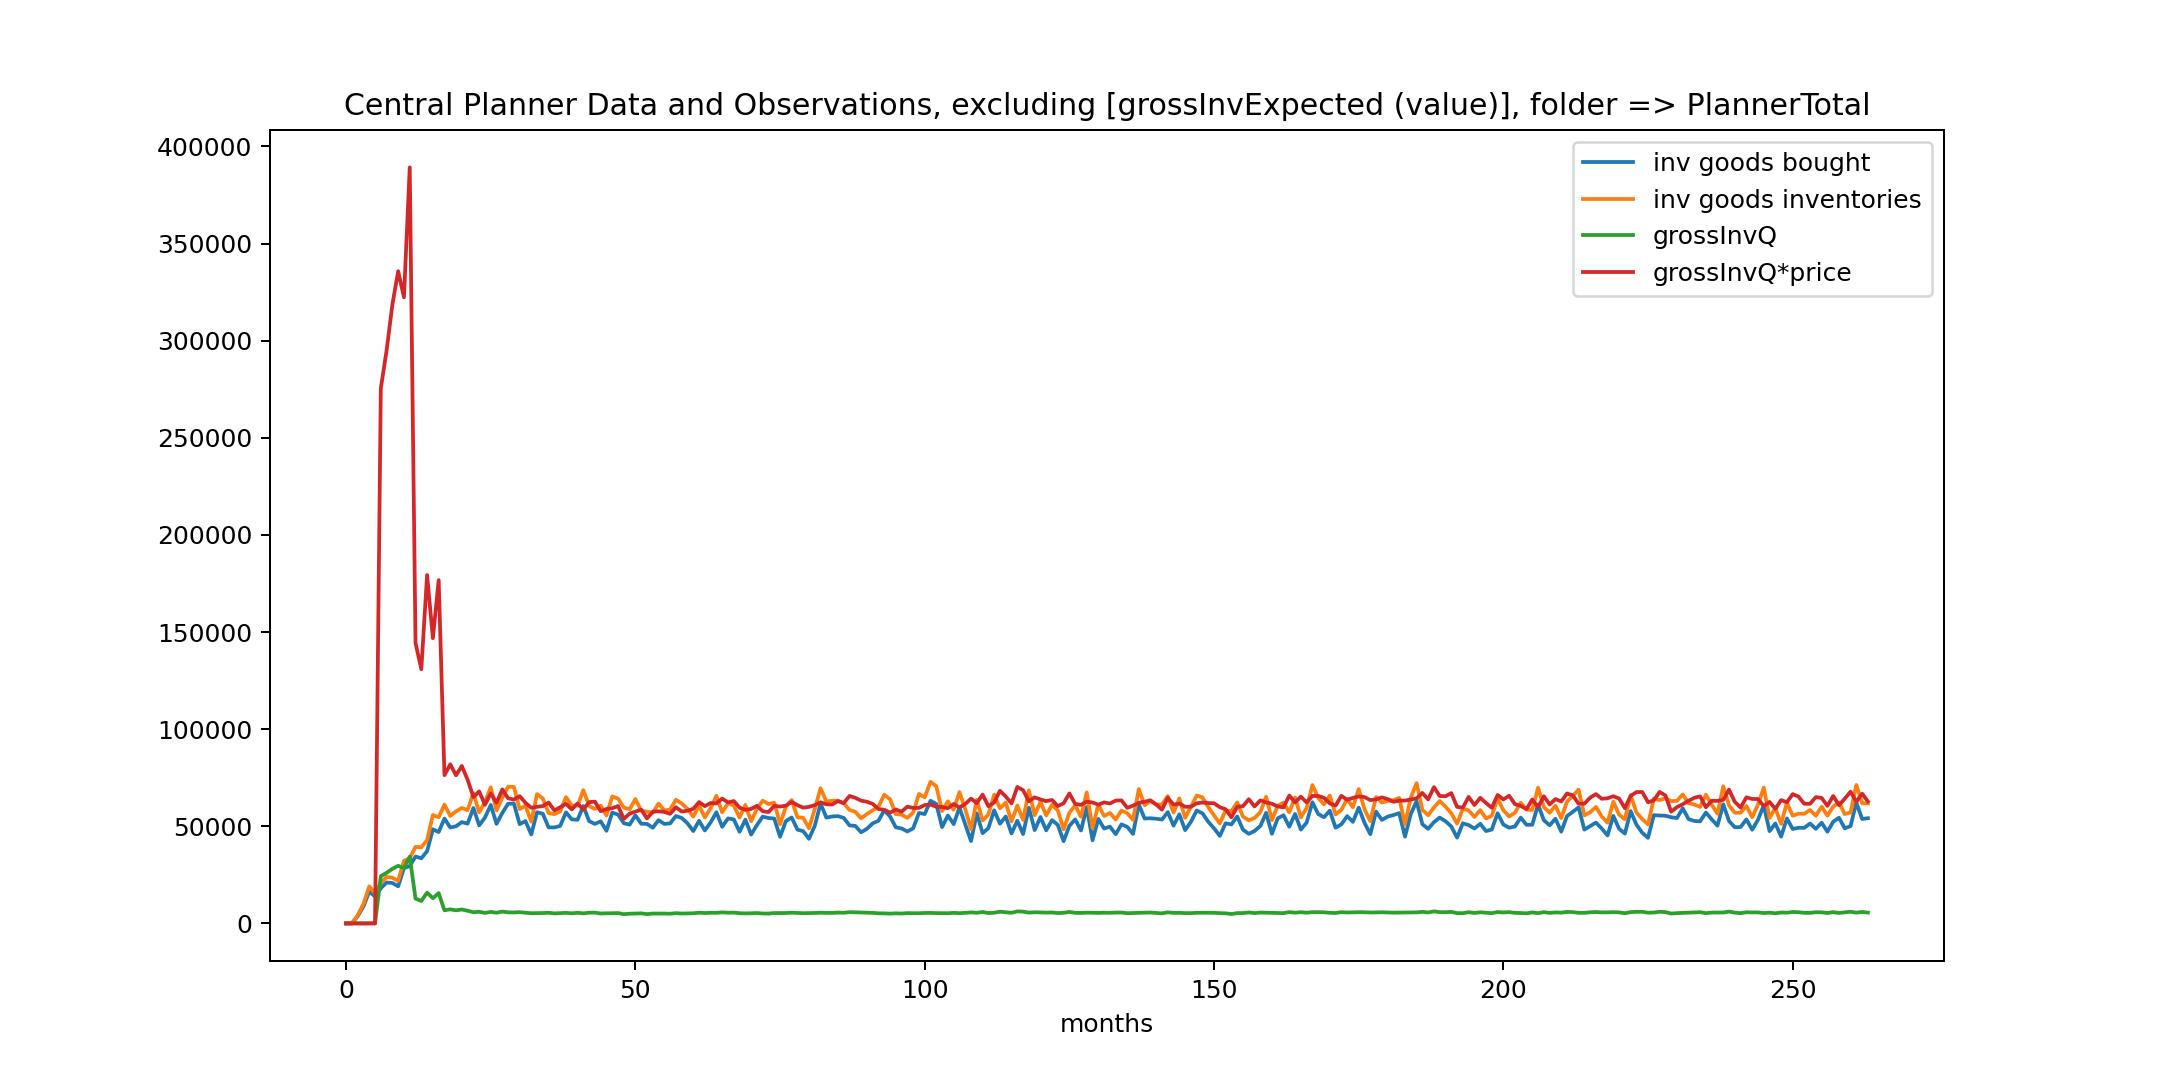 Central Planner Data and Observations, excluding [grossInvExpected (value)], folder => PlannerTotal
400000
350000
300000
250000
200000
150000
100000
50000
0
inv goods bought
inv goods inventories
grossInvQ
grossInvQ*price
0 50 100 150 200 250
months